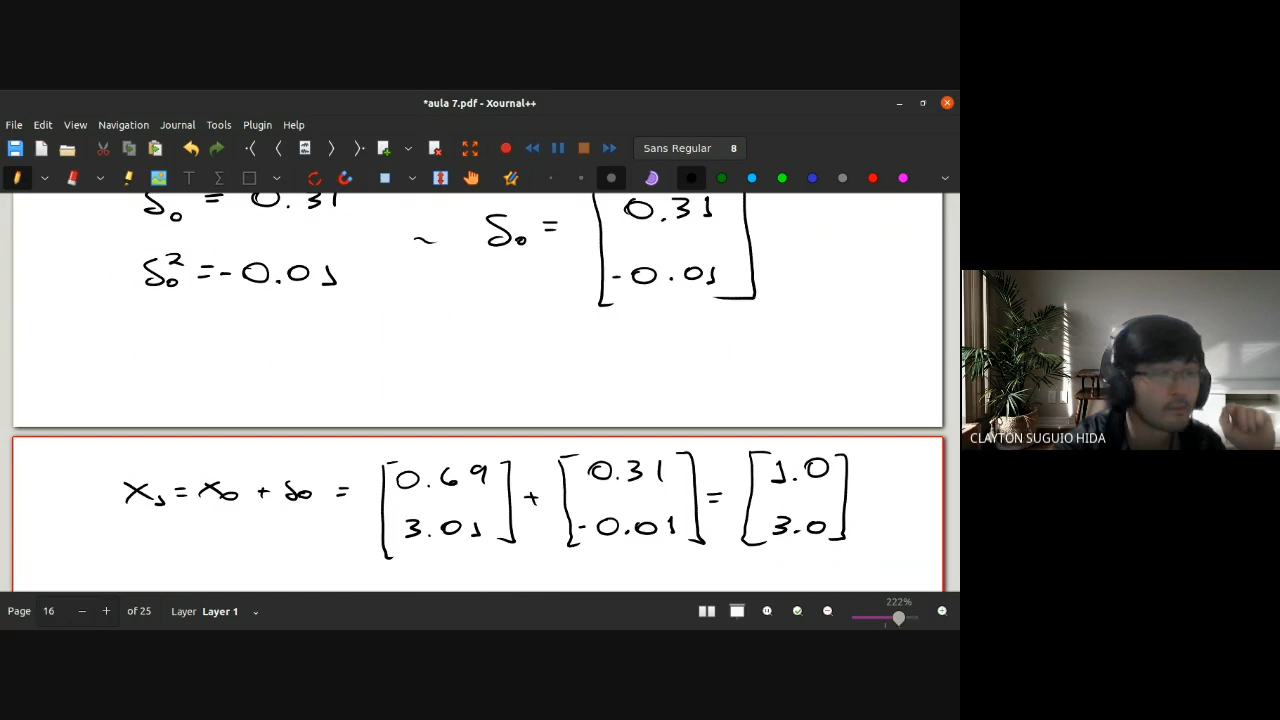 *aula 7.pdf - Xournal++
File Edit View Navigation Journal Tools Plugin Help
Sans Regular 8
δ₀ = 0.31
δ₀² = -0.01
~ δ₀ = [0.31
-0.01]
x₁ = x₀ + δ₀ = [0.69 3.01] + [0.31 -0.01] = [1.0 3.0]
CLAYTON SUGUIO HIDA
Page 16 of 25 Layer Layer 1 222%